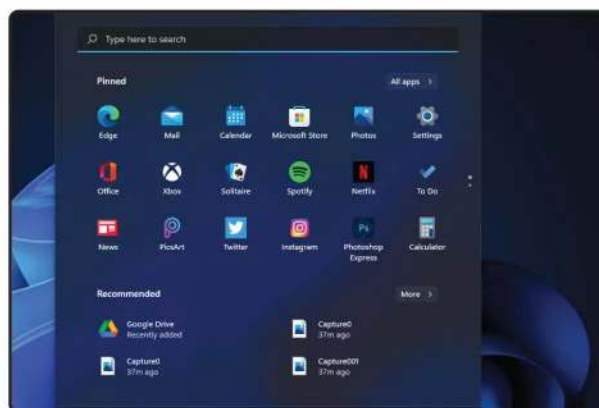 Type here to search
Pinned
All apps >
Edge
Mail
Calendar
Microsoft Store
Photos
Settings
Office
Xbox
Solitaire
Spotify
Netflix
To Do
News
PicsArt
Twitter
Instagram
Ps
Photoshop
Express
Calculator
Recommended
More >
Google Drive
Recently added
Capture0
37m ago
Capture0
37m ago
Capture001
37m ago